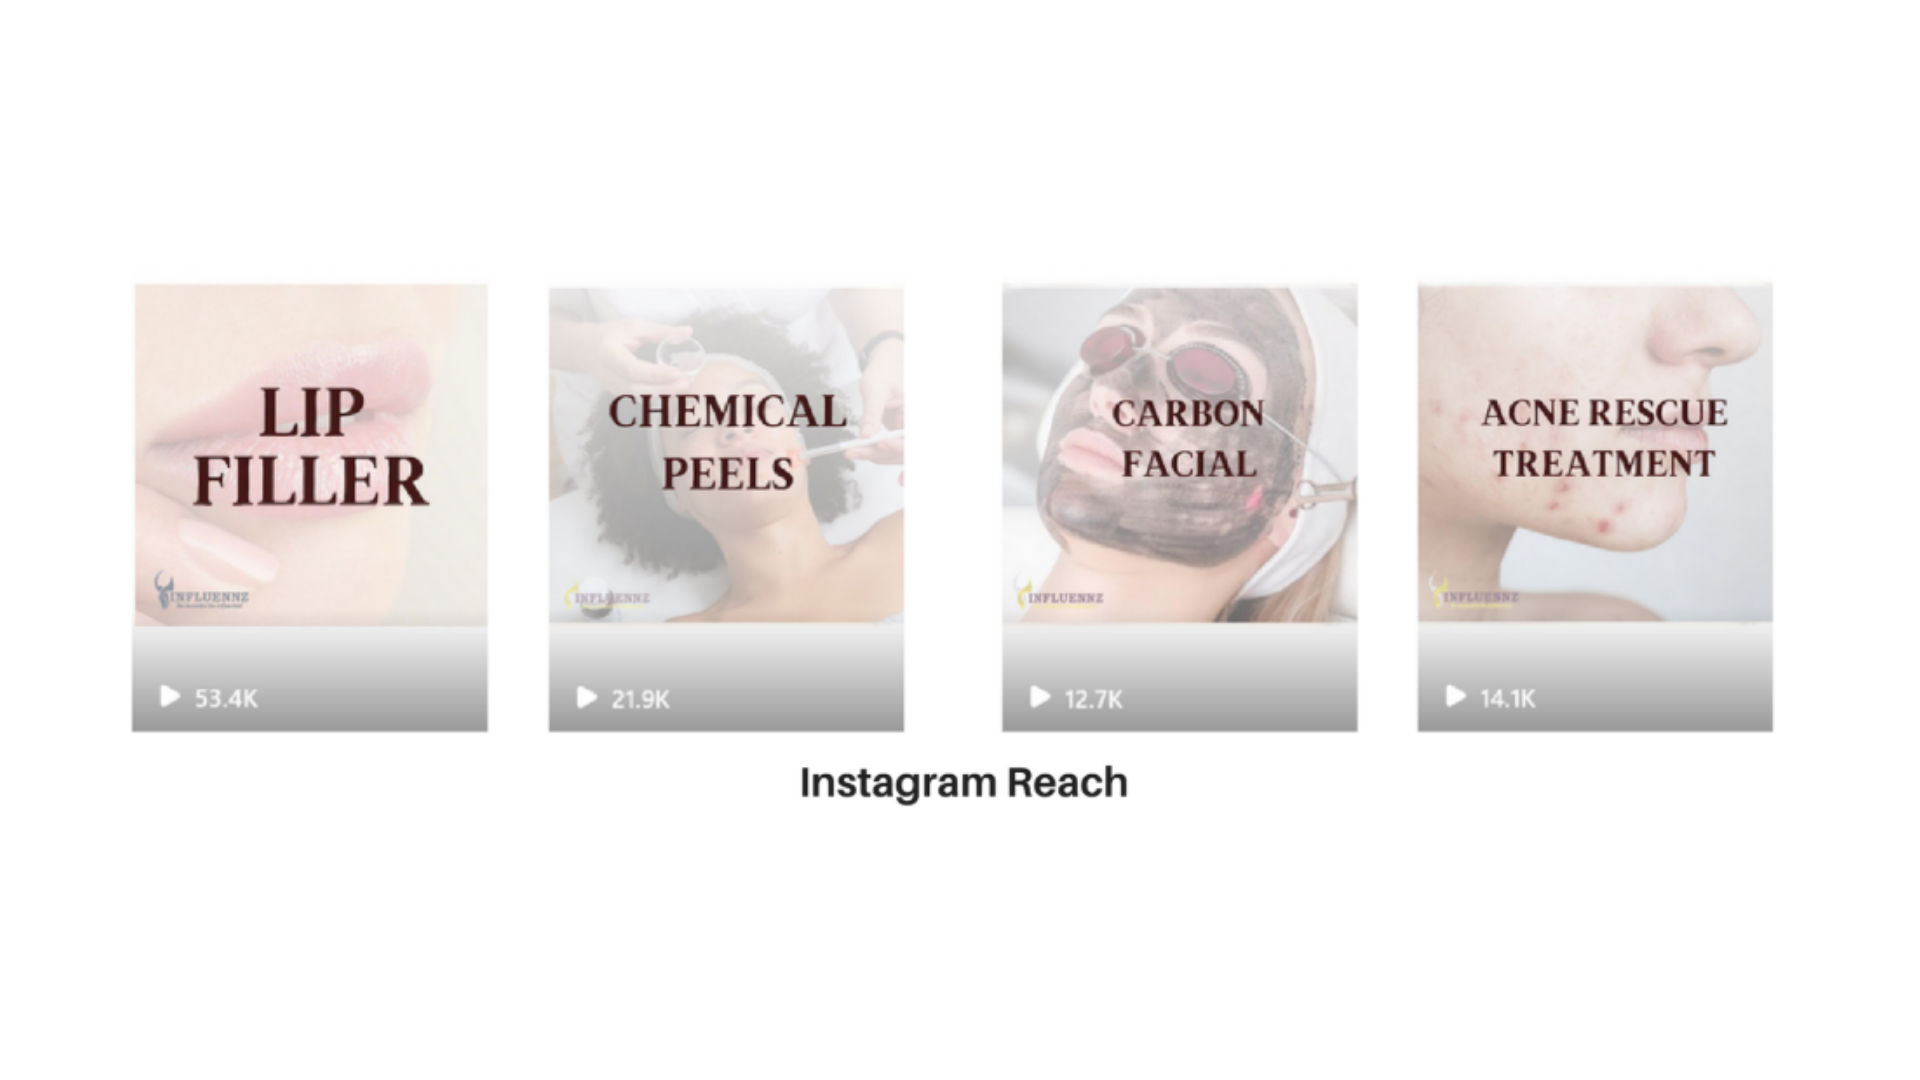 LIP
FILLER
INFLUENNZ
53.4K
CHEMICAL
PEELS
INFLUENNZ
21.9K
CARBON
FACIAL
INFLUENNZ
12.7K
ACNE RESCUE
TREATMENT
INFLUENNZ
14.1K
Instagram Reach